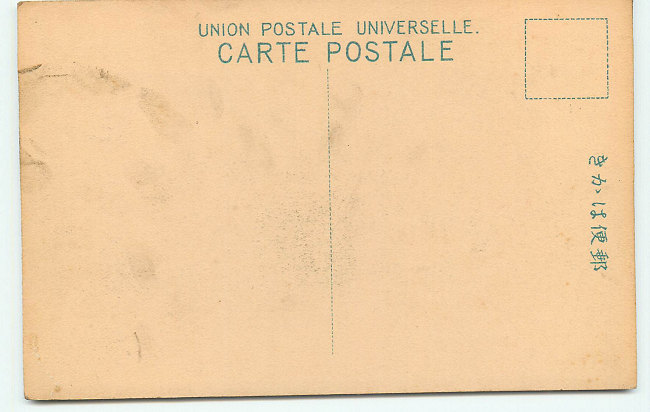 UNION POSTALE UNIVERSELLE.
CARTE POSTALE
きかは便郵